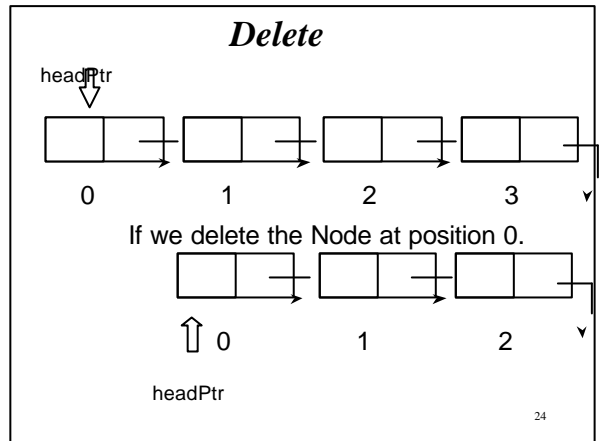 Delete
headPtr
0 1 2 3
If we delete the Node at position 0.
0 1 2
headPtr
24